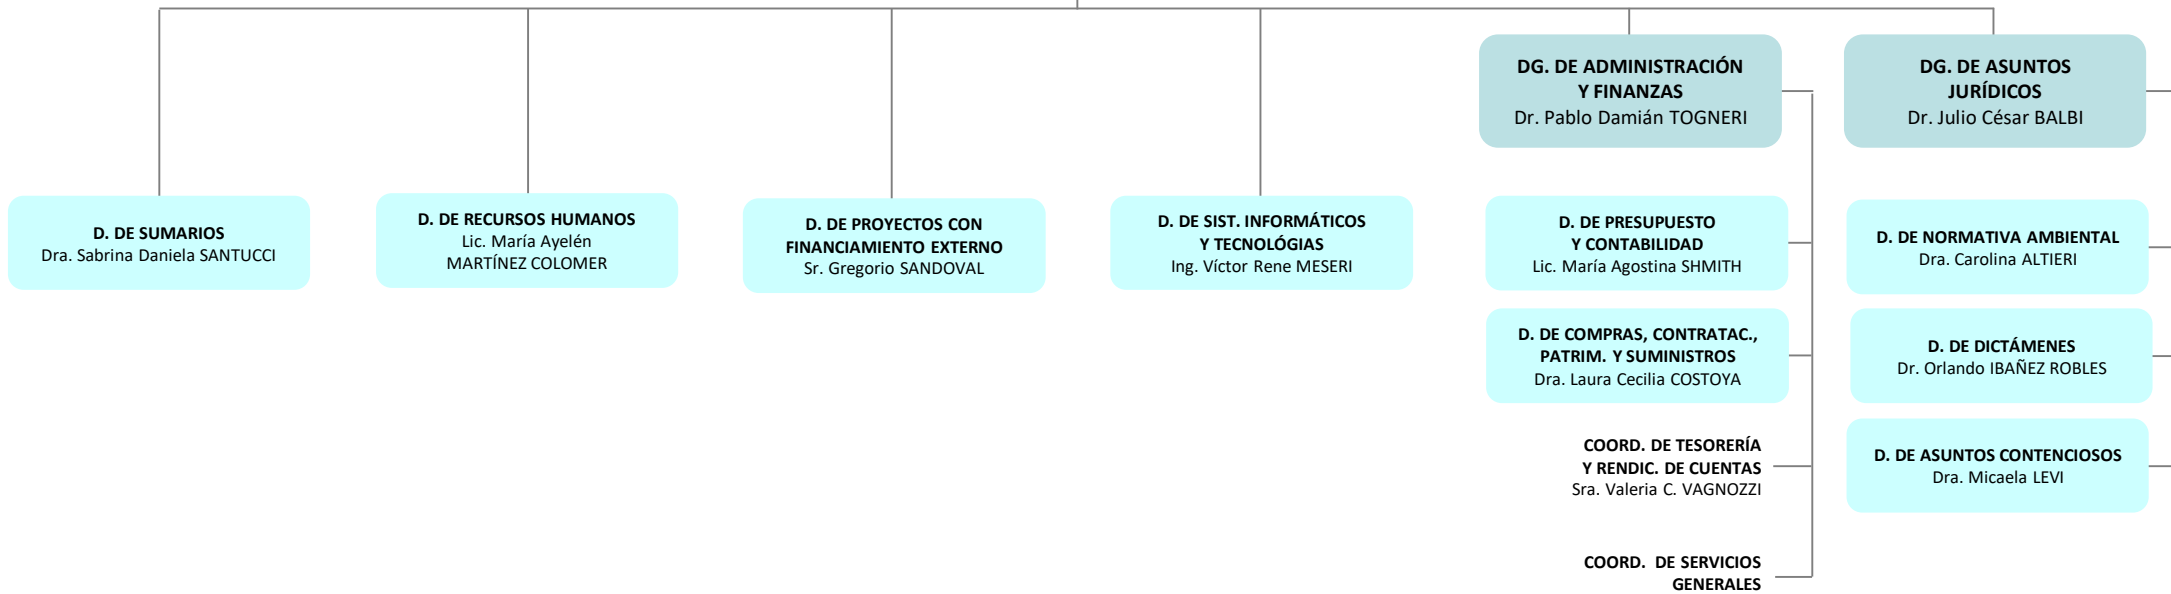 DG. DE ADMINISTRACIÓN
Y FINANZAS
Dr. Pablo Damián TOGNERI
DG. DE ASUNTOS
JURÍDICOS
Dr. Julio César BALBI
D. DE SUMARIOS
Dra. Sabrina Daniela SANTUCCI
D. DE RECURSOS HUMANOS
Lic. María Ayelén
MARTÍNEZ COLOMER
D. DE PROYECTOS CON
FINANCIAMIENTO EXTERNO
Sr. Gregorio SANDOVAL
D. DE SIST. INFORMÁTICOS
Y TECNOLÓGIAS
Ing. Víctor Rene MESERI
D. DE PRESUPUESTO
Y CONTABILIDAD
Lic. María Agostina SHMITH
D. DE NORMATIVA AMBIENTAL
Dra. Carolina ALTIERI
D. DE COMPRAS, CONTRATAC.,
PATRIM. Y SUMINISTROS
Dra. Laura Cecilia COSTOYA
D. DE DICTÁMENES
Dr. Orlando IBAÑEZ ROBLES
COORD. DE TESORERÍA
Y RENDIC. DE CUENTAS
Sra. Valeria C. VAGNOZZI
D. DE ASUNTOS CONTENCIOSOS
Dra. Micaela LEVI
COORD. DE SERVICIOS
GENERALES